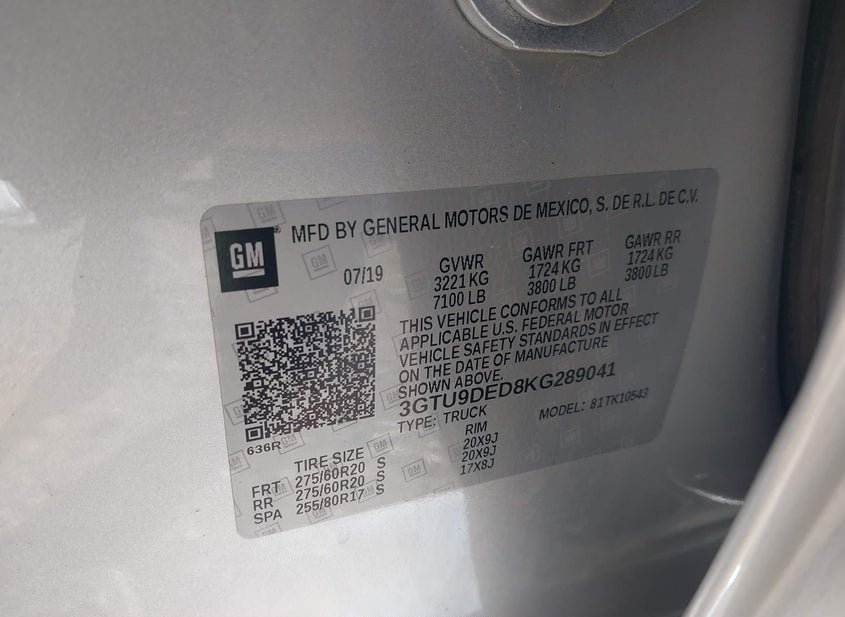 GM
MFD BY GENERAL MOTORS DE MEXICO, S. DE R.L. DE C.V.
07/19
GVWR GAWR FRT GAWR RR
3221 KG 1724 KG 1724 KG
7100 LB 3800 LB 3800 LB
THIS VEHICLE CONFORMS TO ALL
APPLICABLE U.S. FEDERAL MOTOR
VEHICLE SAFETY STANDARDS IN EFFECT
ON THE DATE OF MANUFACTURE
SHOWN ABOVE.
3GTU9DED8KG289041
TYPE: TRUCK MODEL: 81TK10543
636R
TIRE SIZE RIM
FRT 275/60R20 S 20X9J
RR 275/60R20 S 20X9J
SPA 255/80R17 S 17X8J